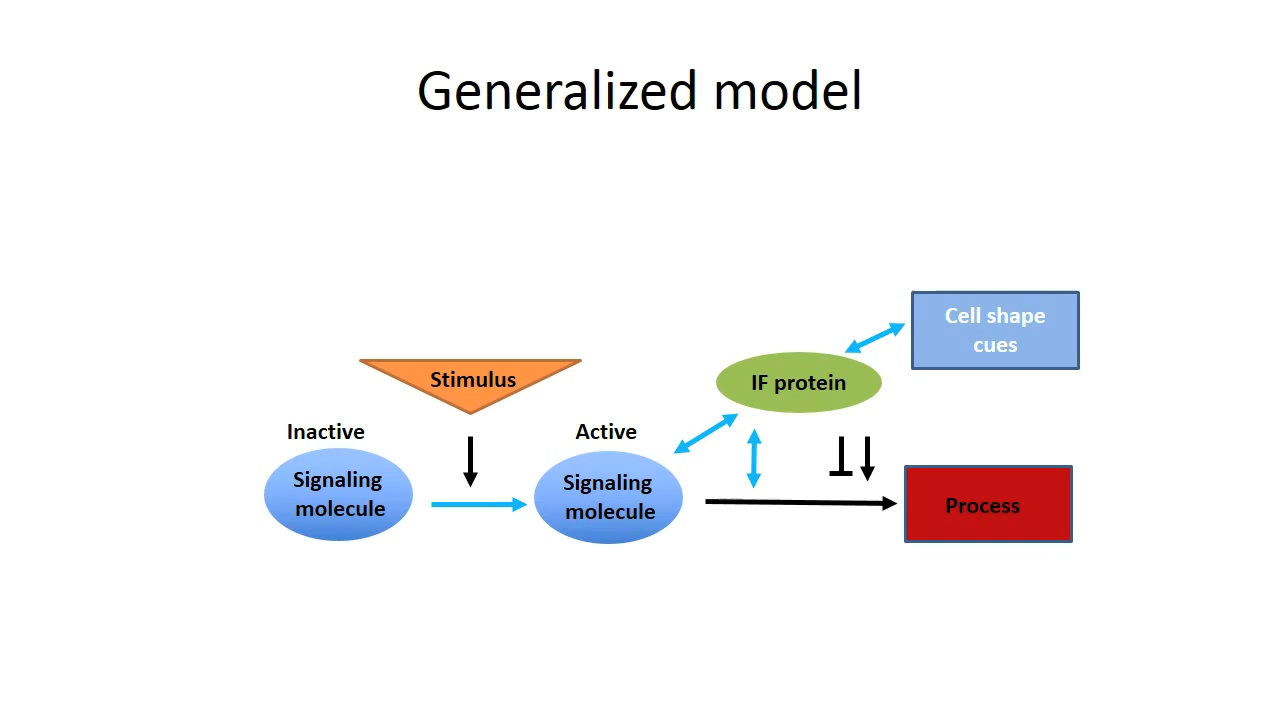 Generalized model
Cell shape
cues
Stimulus
IF protein
Inactive
Active
Signaling
molecule
Signaling
molecule
Process